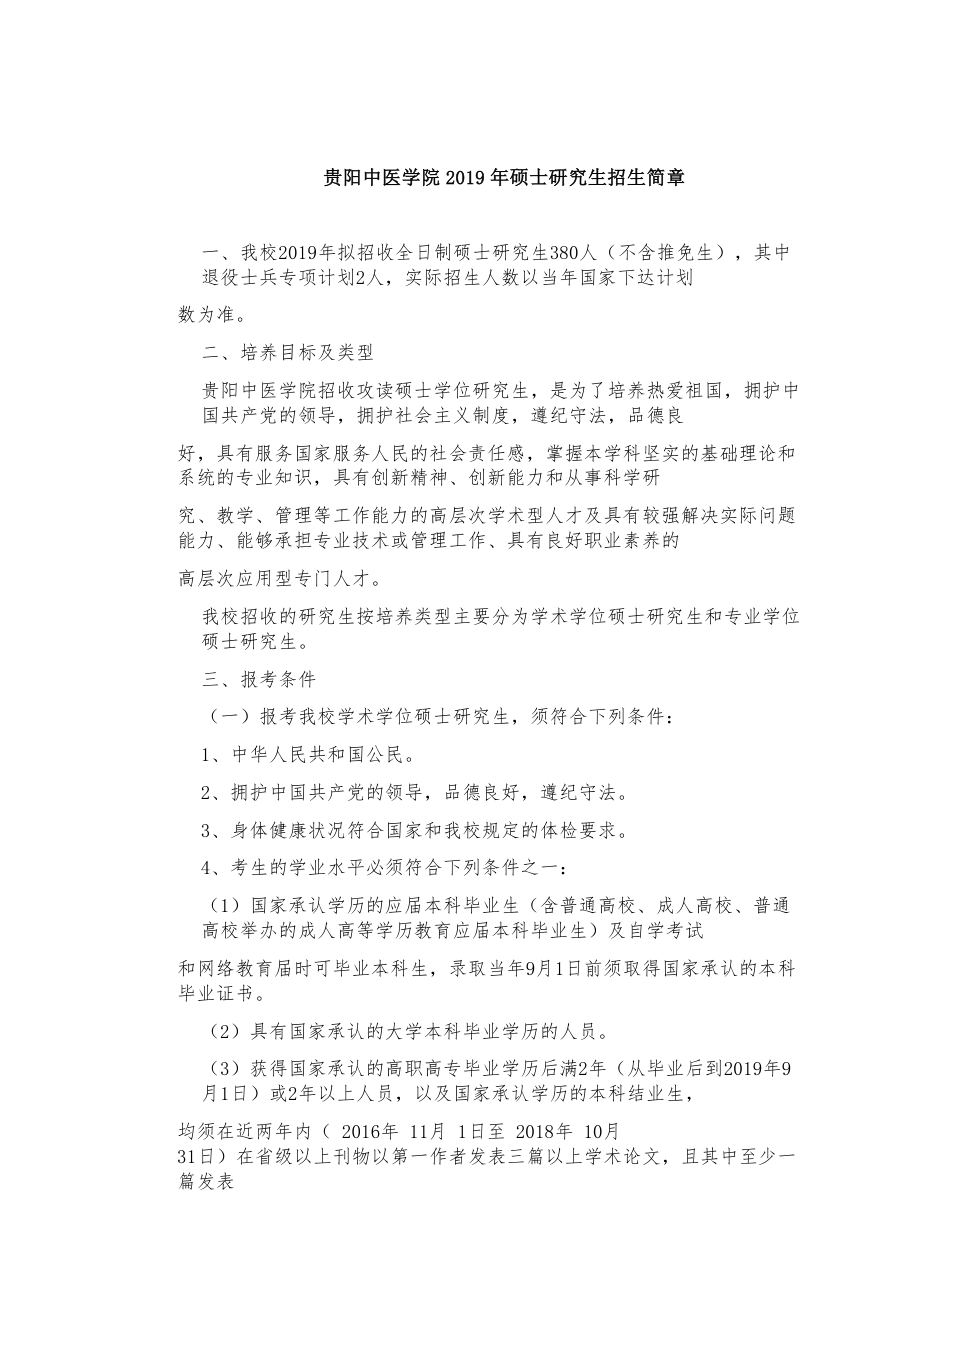 贵阳中医学院 2019 年硕士研究生招生简章
一、我校2019年拟招收全日制硕士研究生380人（不含推免生）, 其中
退役士兵专项计划2人，实际招生人数以当年国家下达计划
数为准。
二、培养目标及类型
贵阳中医学院招收攻读硕士学位研究生，是为了培养热爱祖国，拥护中
国共产党的领导，拥护社会主义制度，遵纪守法，品德良
好，具有服务国家服务人民的社会责任感，掌握本学科坚实的基础理论和
系统的专业知识，具有创新精神、创新能力和从事科学研
究、教学、管理等工作能力的高层次学术型人才及具有较强解决实际问题
能力、能够承担专业技术或管理工作、具有良好职业素养的
高层次应用型专门人才。
我校招收的研究生按培养类型主要分为学术学位硕士研究生和专业学位
硕士研究生。
三、报考条件
（一）报考我校学术学位硕士研究生，须符合下列条件：
1、中华人民共和国公民。
2、拥护中国共产党的领导，品德良好，遵纪守法。
3、身体健康状况符合国家和我校规定的体检要求。
4、考生的学业水平必须符合下列条件之一：
（1）国家承认学历的应届本科毕业生（含普通高校、成人高校、普通
高校举办的成人高等学历教育应届本科毕业生）及自学考试
和网络教育届时可毕业本科生，录取当年9月1日前须取得国家承认的本科
毕业证书。
（2）具有国家承认的大学本科毕业学历的人员。
（3）获得国家承认的高职高专毕业学历后满2年（从毕业后到2019年9
月1日）或2年以上人员，以及国家承认学历的本科结业生，
均须在近两年内（ 2016年 11月 1日至 2018年 10月
31日）在省级以上刊物以第一作者发表三篇以上学术论文，且其中至少一
篇发表